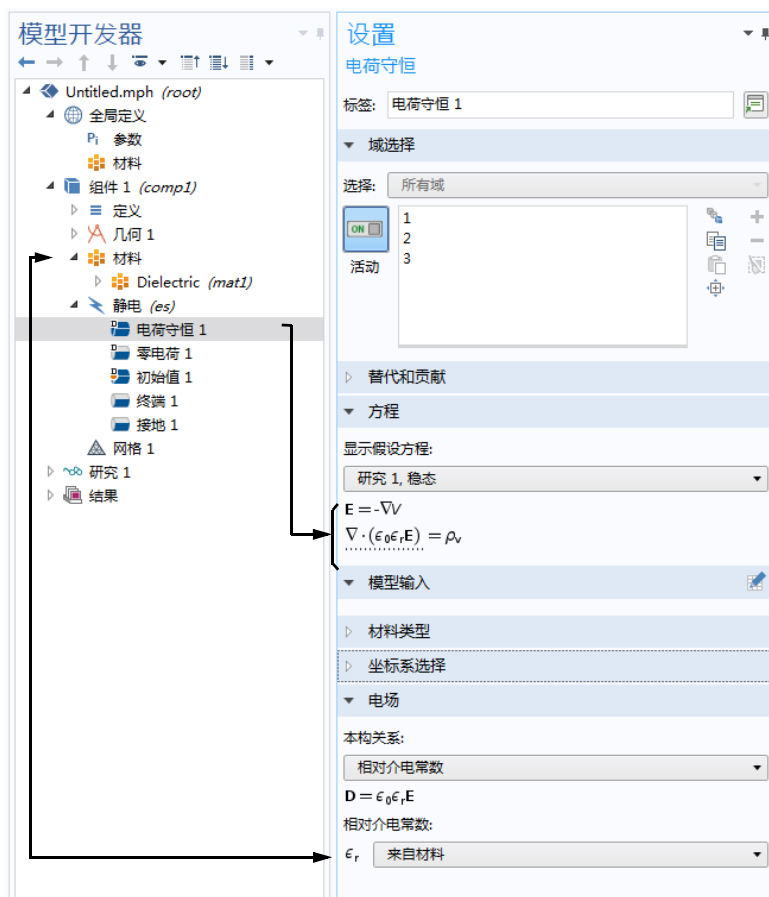 模型开发器
Untitled.mph (root)
全局定义
Pi 参数
材料
组件 1 (comp1)
定义
几何 1
材料
Dielectric (mat1)
静电 (es)
电荷守恒 1
零电荷 1
初始值 1
终端 1
接地 1
网格 1
研究 1
结果
设置
电荷守恒
标签: 电荷守恒 1
域选择
选择: 所有域
ON
活动
1
2
3
替代和贡献
方程
显示假设方程:
研究 1, 稳态
E = -∇V
∇ · (ϵ₀ϵᵣE) = ρᵥ
模型输入
材料类型
坐标系选择
电场
本构关系:
相对介电常数
D = ϵ₀ϵᵣE
相对介电常数:
ϵᵣ 来自材料